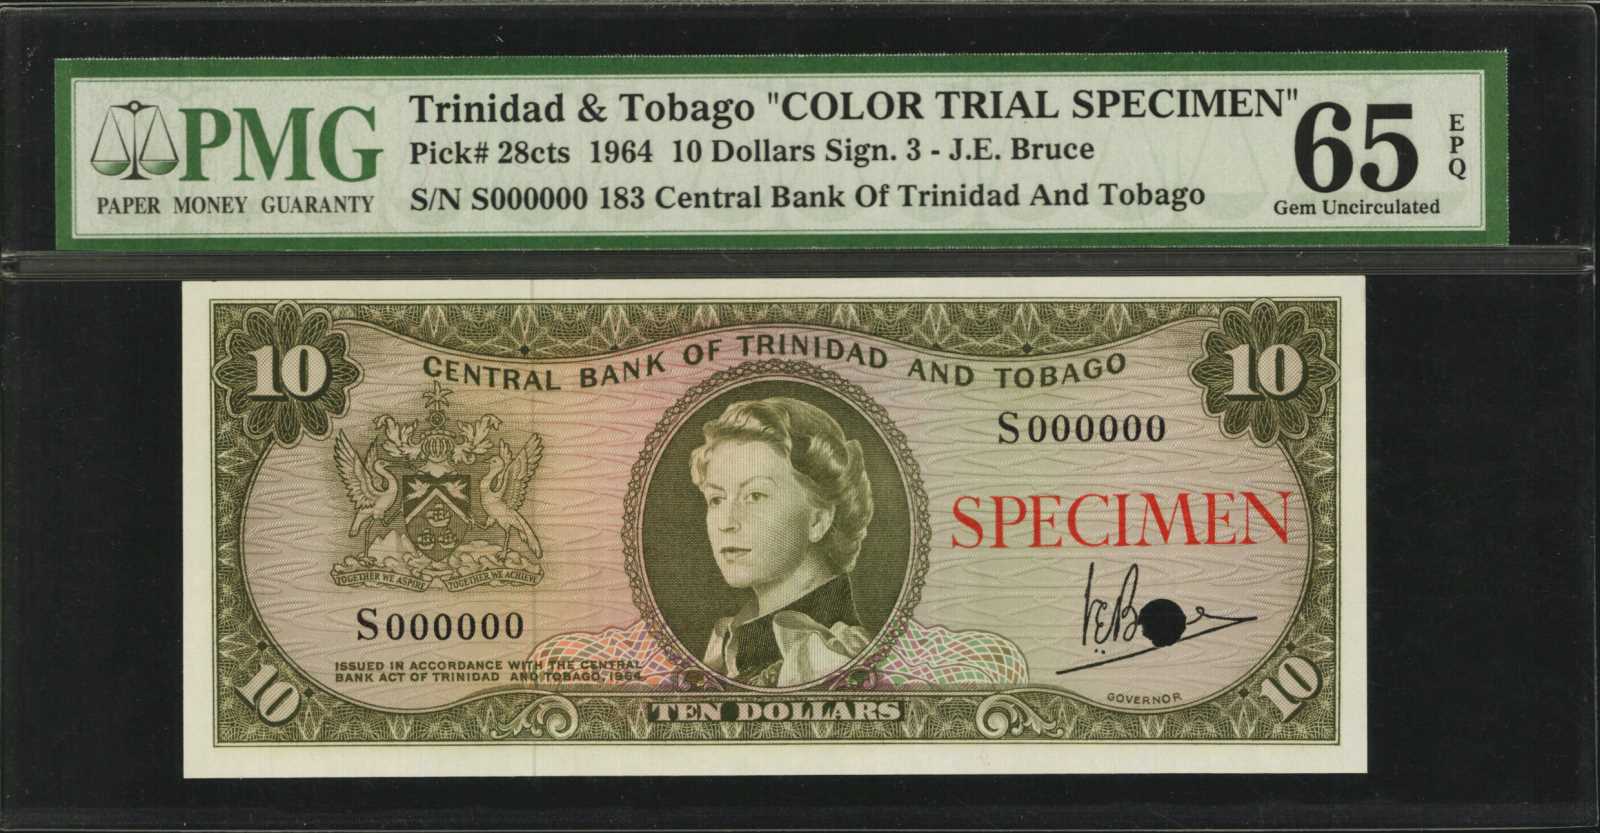 PMG
PAPER MONEY GUARANTY
Trinidad & Tobago "COLOR TRIAL SPECIMEN"
Pick# 28cts 1964 10 Dollars Sign. 3 - J.E. Bruce
S/N S000000 183 Central Bank Of Trinidad And Tobago
65
EPQ
Gem Uncirculated
10
10
CENTRAL BANK OF TRINIDAD AND TOBAGO
S000000
SPECIMEN
TOGETHER WE ASPIRE TOGETHER WE ACHIEVE
S000000
ISSUED IN ACCORDANCE WITH THE CENTRAL
BANK ACT OF TRINIDAD AND TOBAGO, 1964
GOVERNOR
10
TEN DOLLARS
10